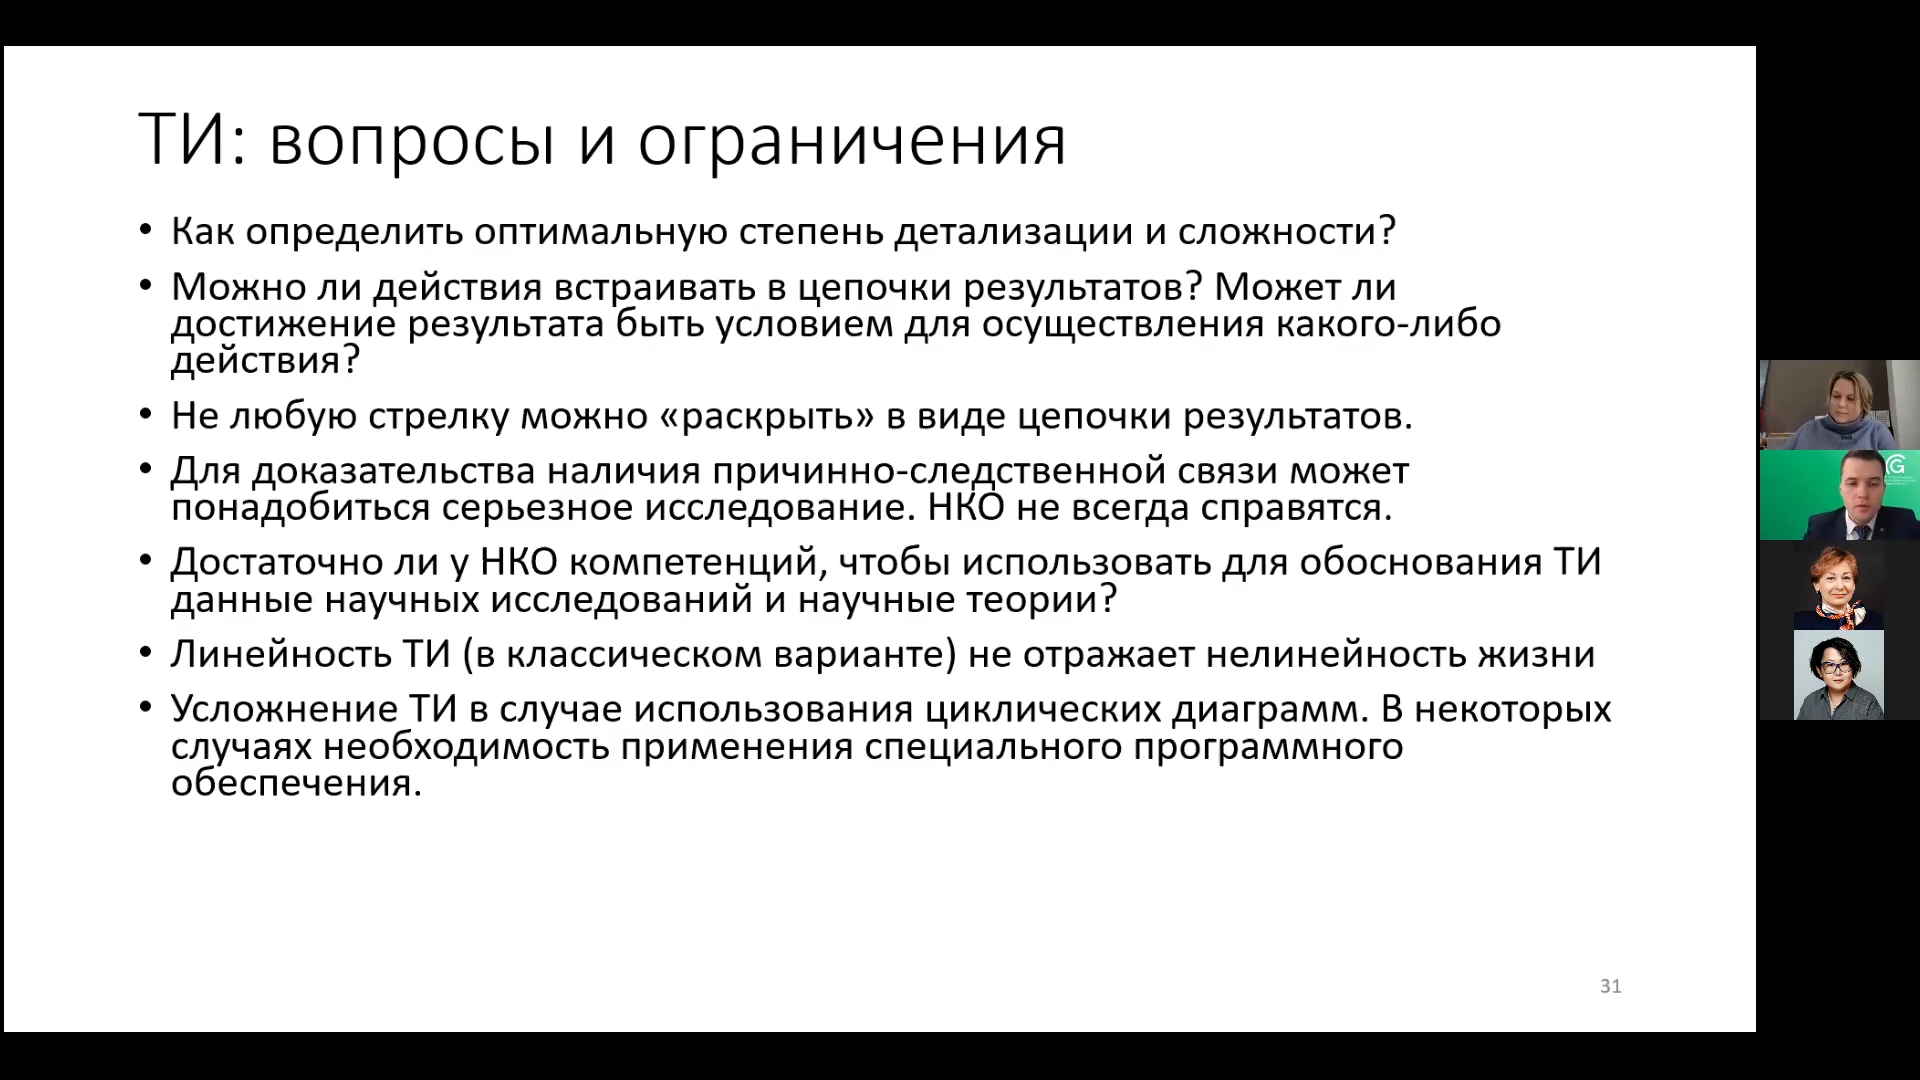 ТИ: вопросы и ограничения
• Как определить оптимальную степень детализации и сложности?
• Можно ли действия встраивать в цепочки результатов? Может ли
достижение результата быть условием для осуществления какого-либо
действия?
• Не любую стрелку можно «раскрыть» в виде цепочки результатов.
• Для доказательства наличия причинно-следственной связи может
понадобиться серьезное исследование. НКО не всегда справятся.
• Достаточно ли у НКО компетенций, чтобы использовать для обоснования ТИ
данные научных исследований и научные теории?
• Линейность ТИ (в классическом варианте) не отражает нелинейность жизни
• Усложнение ТИ в случае использования циклических диаграмм. В некоторых
случаях необходимость применения специального программного
обеспечения.
31